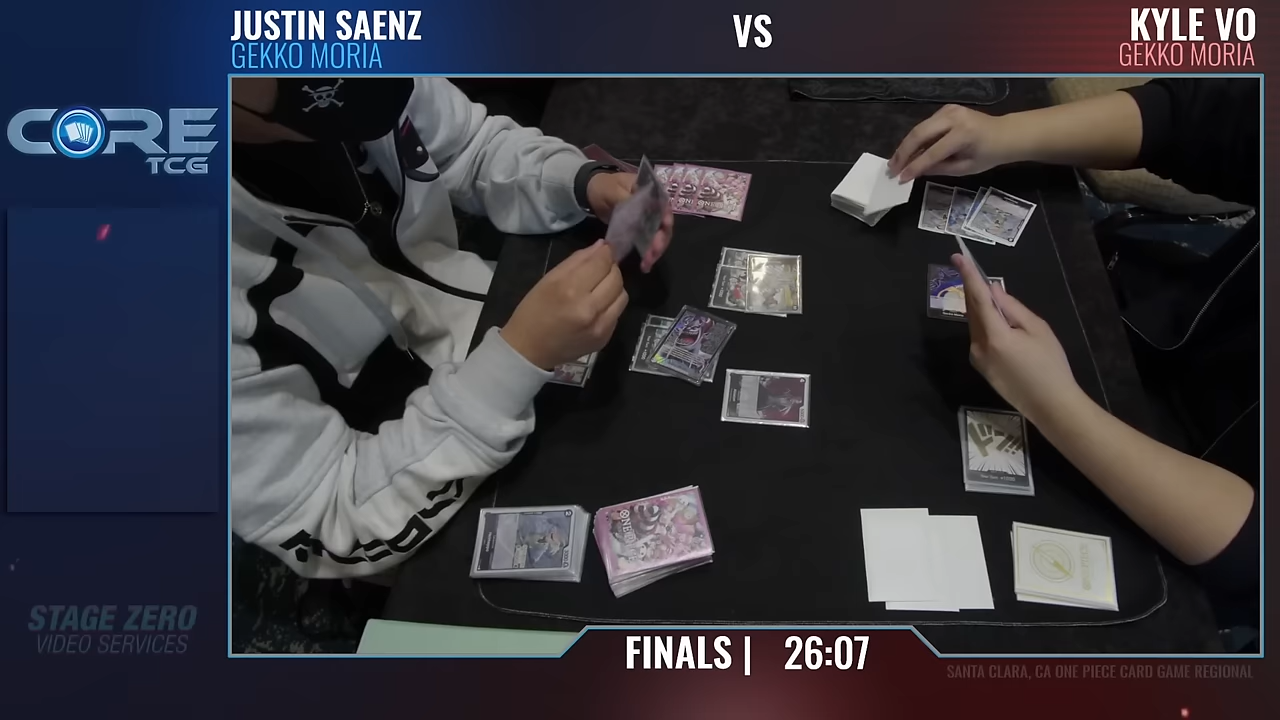 JUSTIN SAENZ
GEKKO MORIA
VS
KYLE VO
GEKKO MORIA
CORE
TCG
STAGE ZERO
VIDEO SERVICES
FINALS | 26:07
SANTA CLARA, CA ONE PIECE CARD GAME REGIONAL